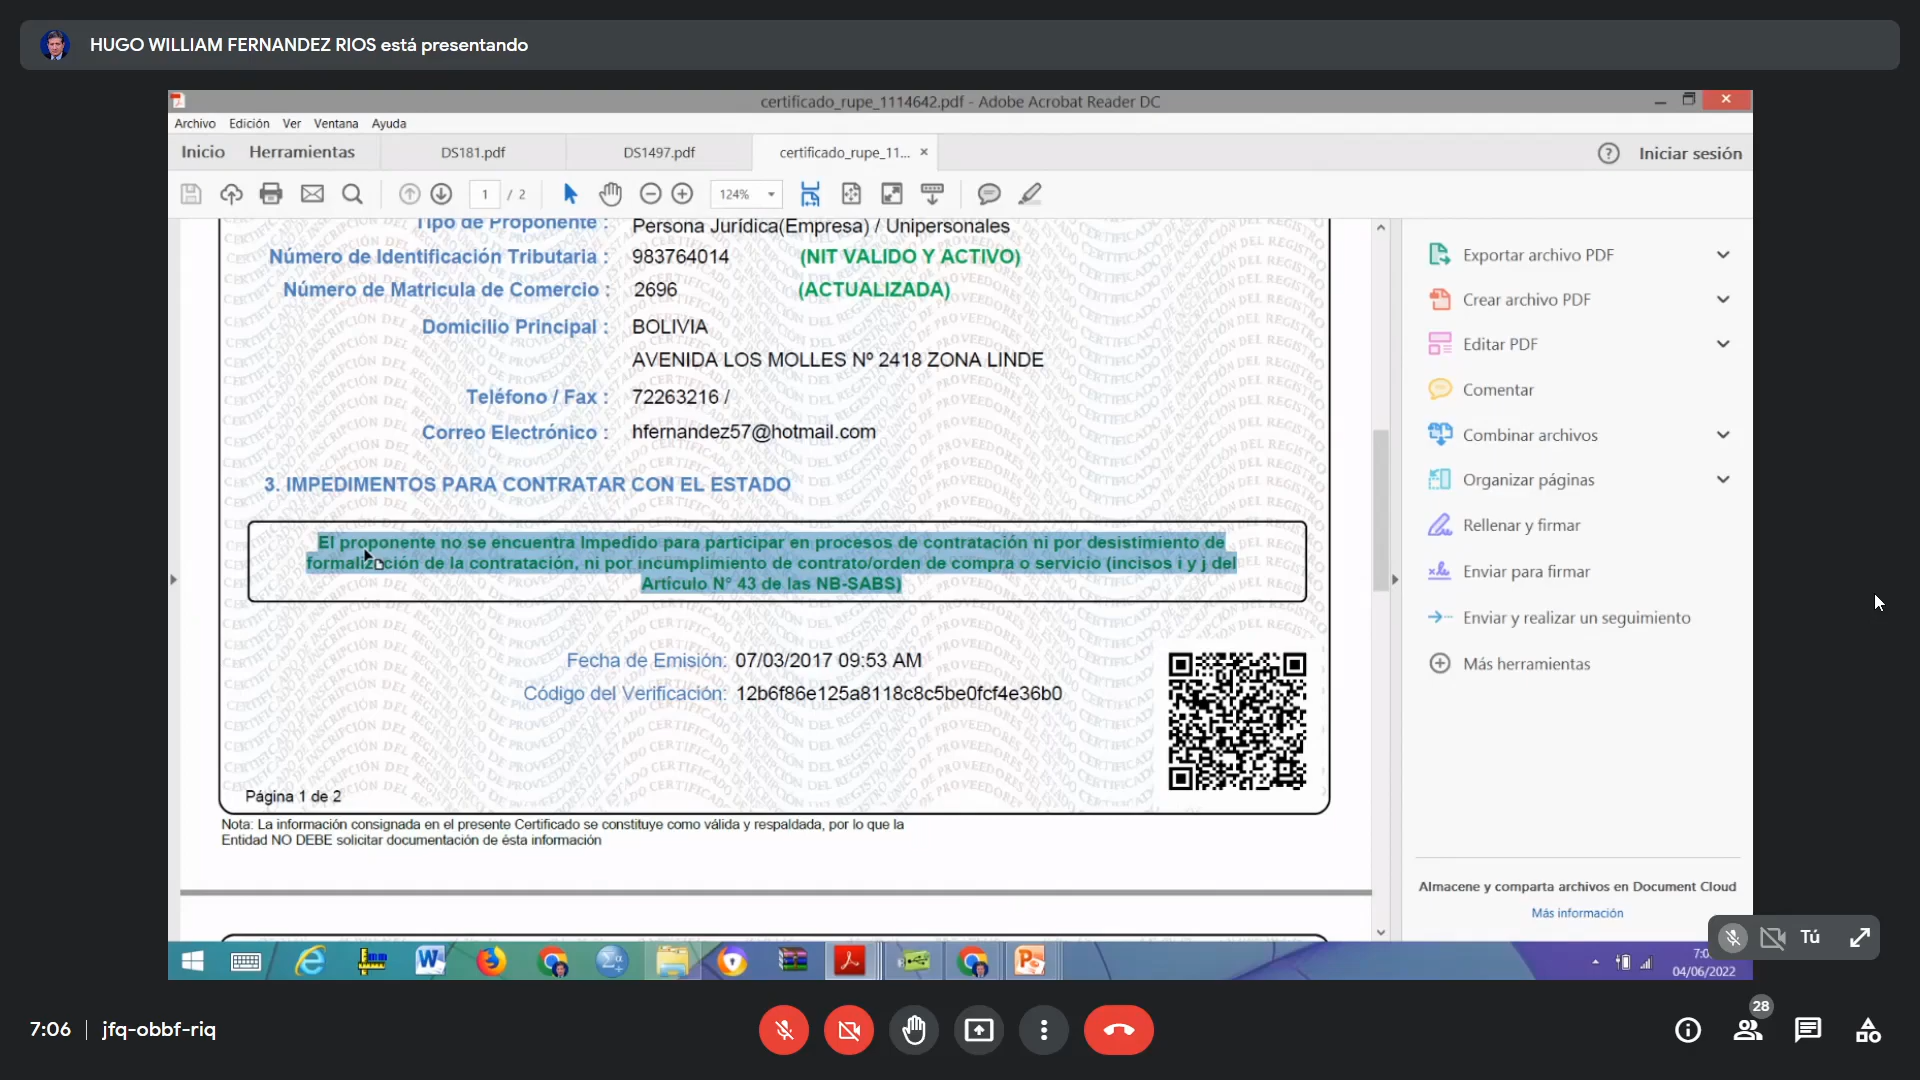 HUGO WILLIAM FERNANDEZ RIOS está presentando
certificado_rupe_1114642.pdf - Adobe Acrobat Reader DC
Archivo Edición Ver Ventana Ayuda
Inicio Herramientas DS181.pdf DS1497.pdf certificado_rupe_11... × Iniciar sesión
1 / 2 124%
Tipo de Proponente : Persona Jurídica(Empresa) / Unipersonales
Número de Identificación Tributaria : 983764014 (NIT VALIDO Y ACTIVO)
Número de Matricula de Comercio : 2696 (ACTUALIZADA)
Domicilio Principal : BOLIVIA
AVENIDA LOS MOLLES Nº 2418 ZONA LINDE
Teléfono / Fax : 72263216 /
Correo Electrónico : hfernandez57@hotmail.com
3. IMPEDIMENTOS PARA CONTRATAR CON EL ESTADO
El proponente no se encuentra Impedido para participar en procesos de contratación ni por desistimiento de
formalización de la contratación, ni por incumplimiento de contrato/orden de compra o servicio (incisos i y j del
Artículo N° 43 de las NB-SABS)
Fecha de Emisión: 07/03/2017 09:53 AM
Código del Verificación: 12b6f86e125a8118c8c5be0fcf4e36b0
Página 1 de 2
Nota: La información consignada en el presente Certificado se constituye como válida y respaldada, por lo que la
Entidad NO DEBE solicitar documentación de ésta información
Exportar archivo PDF
Crear archivo PDF
Editar PDF
Comentar
Combinar archivos
Organizar páginas
Rellenar y firmar
Enviar para firmar
Enviar y realizar un seguimiento
Más herramientas
Almacene y comparta archivos en Document Cloud
Más información
Tú
04/06/2022
7:06 | jfq-obbf-riq
28